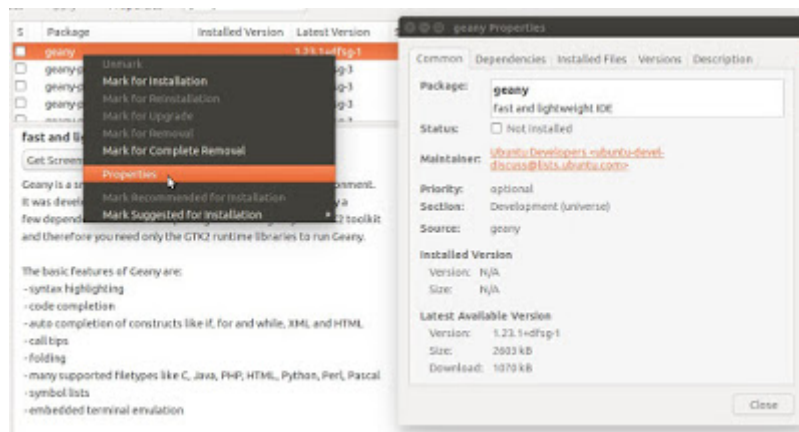 S Package Installed Version Latest Version S
geany 1.23.1+dfsg-1
geany-p
geany-p
geany-p
Unmark
Mark for Installation
Mark for Reinstallation
Mark for Upgrade
Mark for Removal
Mark for Complete Removal
Properties
Mark Recommended for Installation
Mark Suggested for Installation
fast and li
Get Screen
Geany is a sm onment.
It was develo y a
few depend 2 toolkit
and therefore you need only the GTK2 runtime libraries to run Geany.
The basic features of Geany are:
-syntax highlighting
-code completion
-auto completion of constructs like if, for and while, XML and HTML
-call tips
-folding
-many supported filetypes like C, Java, PHP, HTML, Python, Perl, Pascal
-symbol lists
-embedded terminal emulation
geany Properties
Common Dependencies Installed Files Versions Description
Package: geany
fast and lightweight IDE
Status: Not installed
Maintainer: Ubuntu Developers <ubuntu-devel-
discuss@lists.ubuntu.com>
Priority: optional
Section: Development (universe)
Source: geany
Installed Version
Version: N/A
Size: N/A
Latest Available Version
Version: 1.23.1+dfsg-1
Size: 2603 kB
Download: 1070 kB
Close